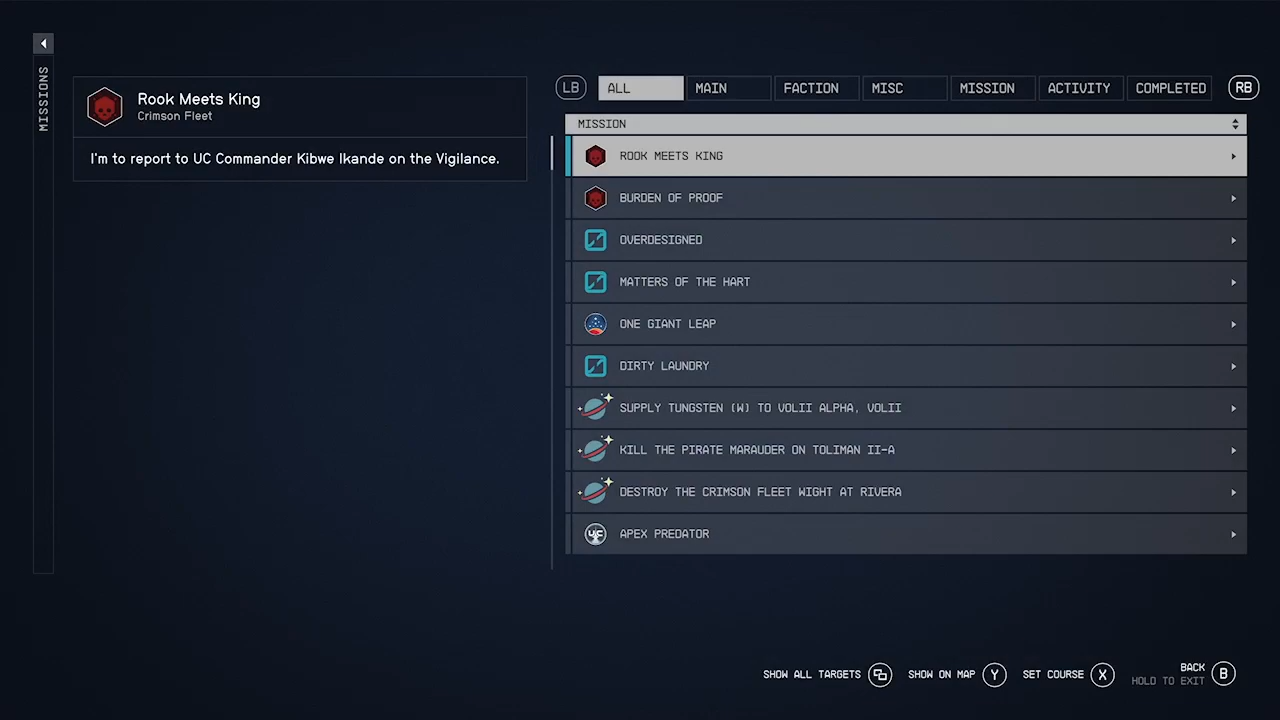 MISSIONS
Rook Meets King
Crimson Fleet
I'm to report to UC Commander Kibwe Ikande on the Vigilance.
LB ALL MAIN FACTION MISC MISSION ACTIVITY COMPLETED RB
MISSION
ROOK MEETS KING
BURDEN OF PROOF
OVERDESIGNED
MATTERS OF THE HART
ONE GIANT LEAP
DIRTY LAUNDRY
SUPPLY TUNGSTEN (W) TO VOLII ALPHA, VOLII
KILL THE PIRATE MARAUDER ON TOLIMAN II-A
DESTROY THE CRIMSON FLEET WIGHT AT RIVERA
UC APEX PREDATOR
SHOW ALL TARGETS SHOW ON MAP Y SET COURSE X BACK B
HOLD TO EXIT